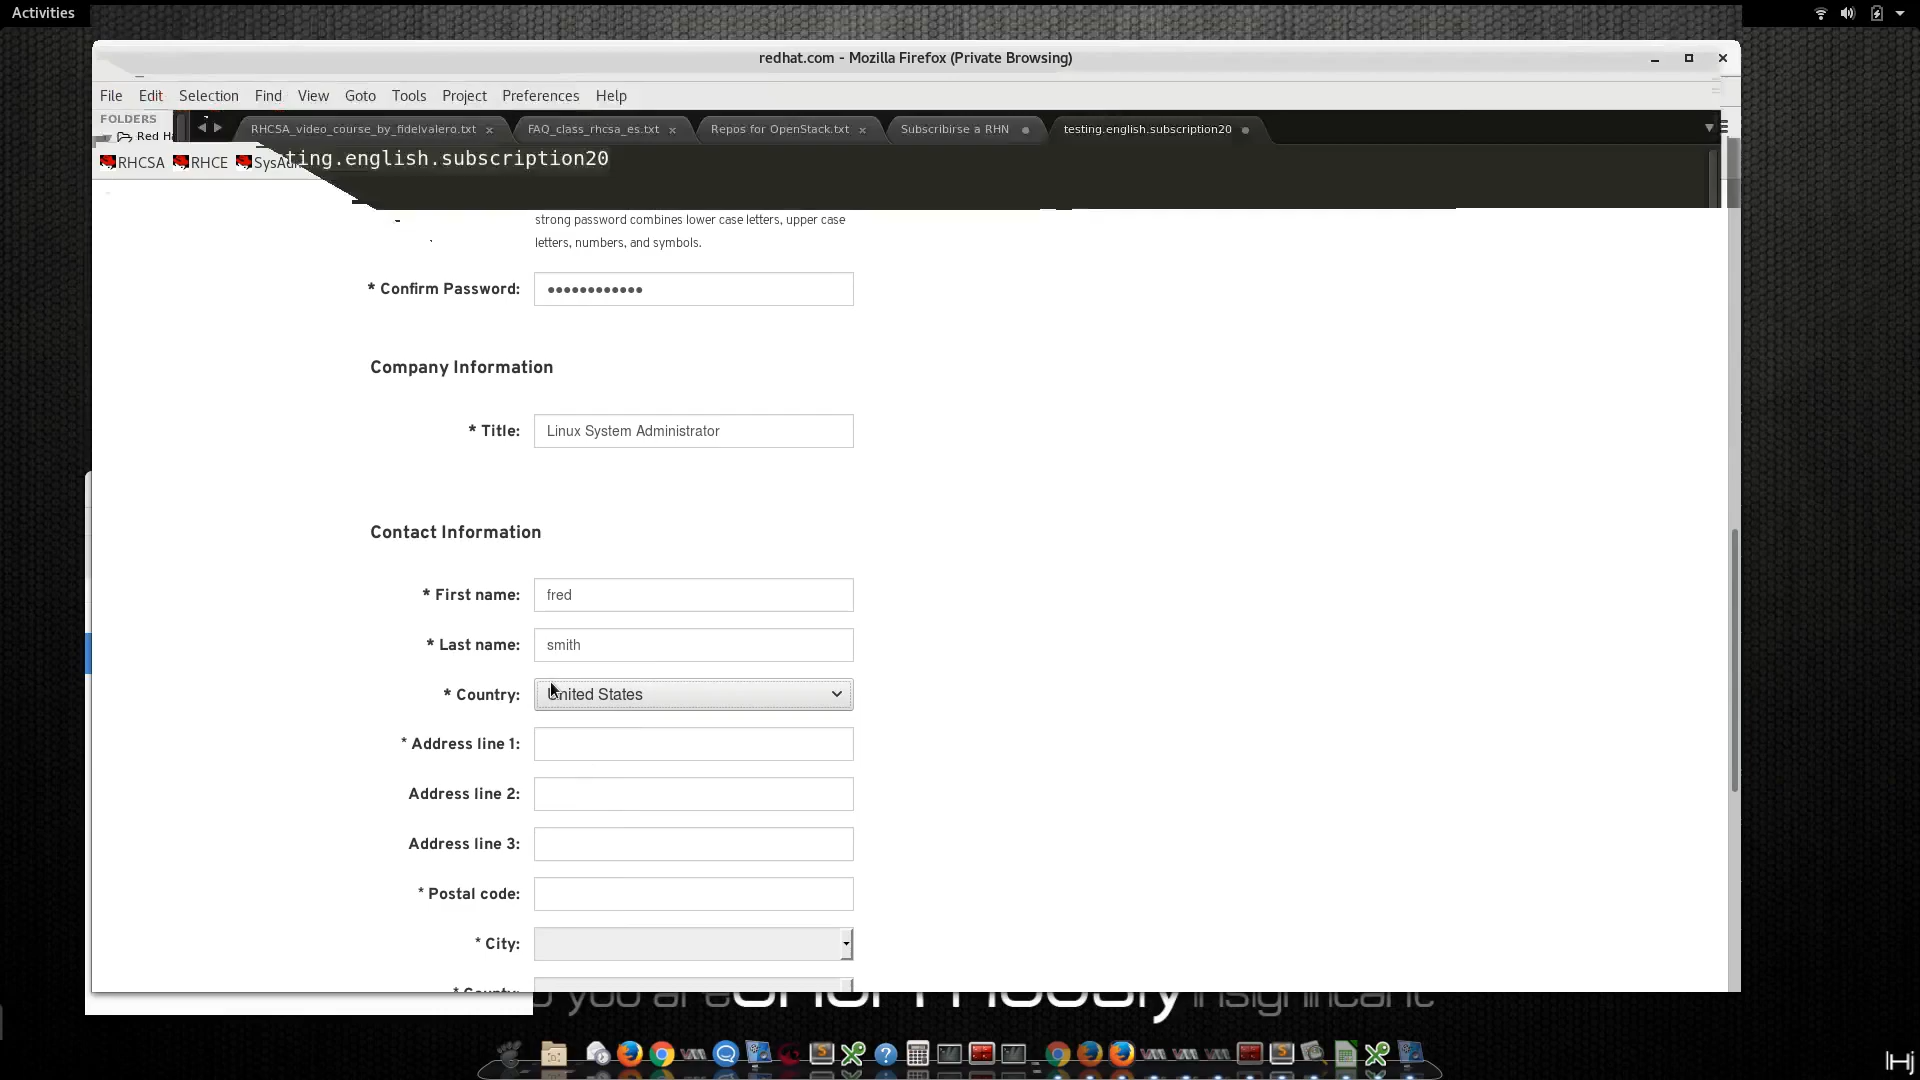 Activities
redhat.com - Mozilla Firefox (Private Browsing)
File Edit Selection Find View Goto Tools Project Preferences Help
FOLDERS
Red
RHCSA_video_course_by_fidelvalero.txt × FAQ_class_rhcsa_es.txt × Repos for OpenStack.txt × Subscribirse a RHN testing.english.subscription20
RHCSA RHCE
ting.english.subscription20
strong password combines lower case letters, upper case
letters, numbers, and symbols.
* Confirm Password: ●●●●●●●●●●●●
Company Information
* Title: Linux System Administrator
Contact Information
* First name: fred
* Last name: smith
* Country: United States
* Address line 1:
Address line 2:
Address line 3:
* Postal code:
* City:
you are